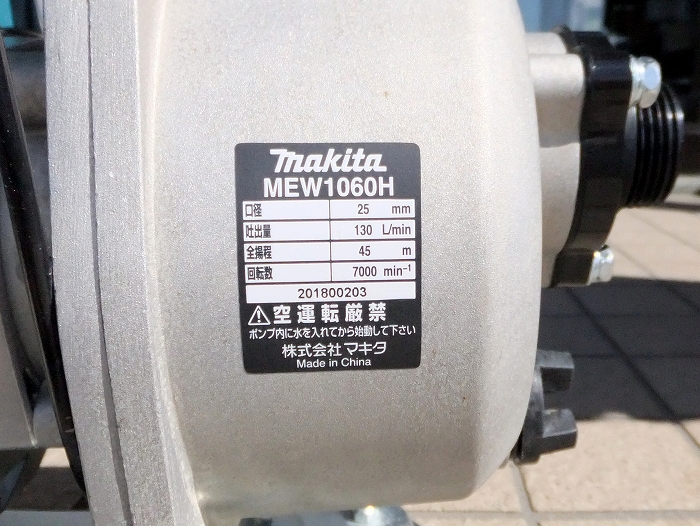 makita
MEW1060H
口径 25 mm
吐出量 130 L/min
全揚程 45 m
回転数 7000 min⁻¹
201800203
⚠空運転厳禁
ポンプ内に水を入れてから始動して下さい
株式会社マキタ
Made in China